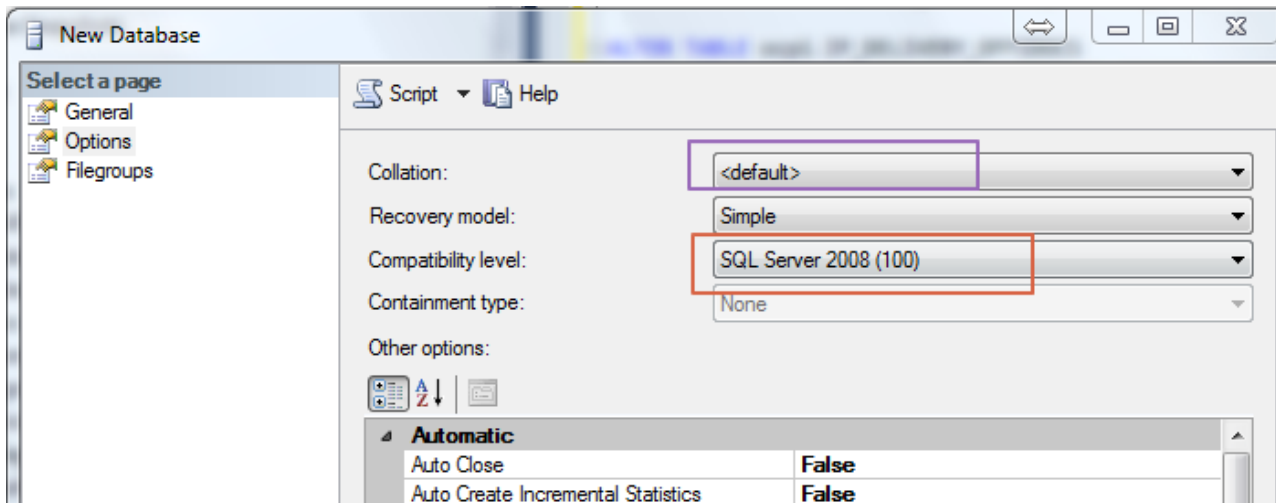 New Database
Select a page
General
Options
Filegroups
Script Help
Collation: <default>
Recovery model: Simple
Compatibility level: SQL Server 2008 (100)
Containment type: None
Other options:
A
Z
Automatic
Auto Close False
Auto Create Incremental Statistics False